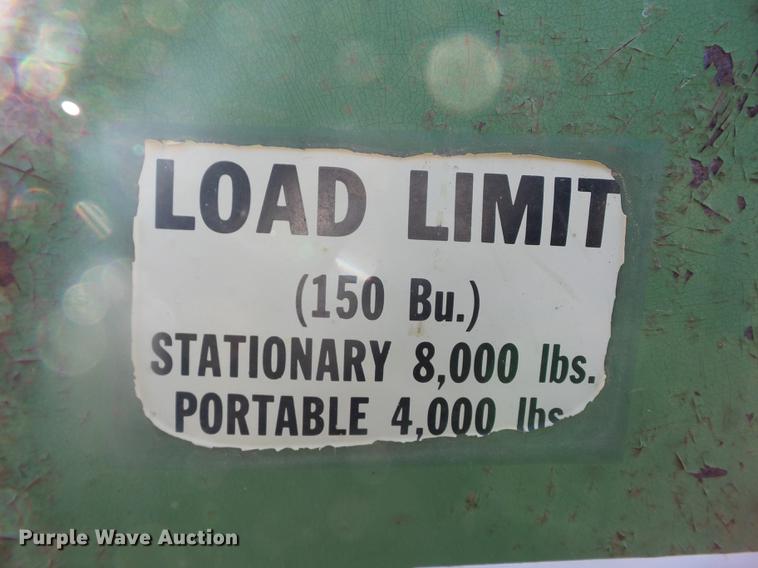 LOAD LIMIT
(150 Bu.)
STATIONARY 8,000 lbs.
PORTABLE 4,000 lbs
Purple Wave Auction